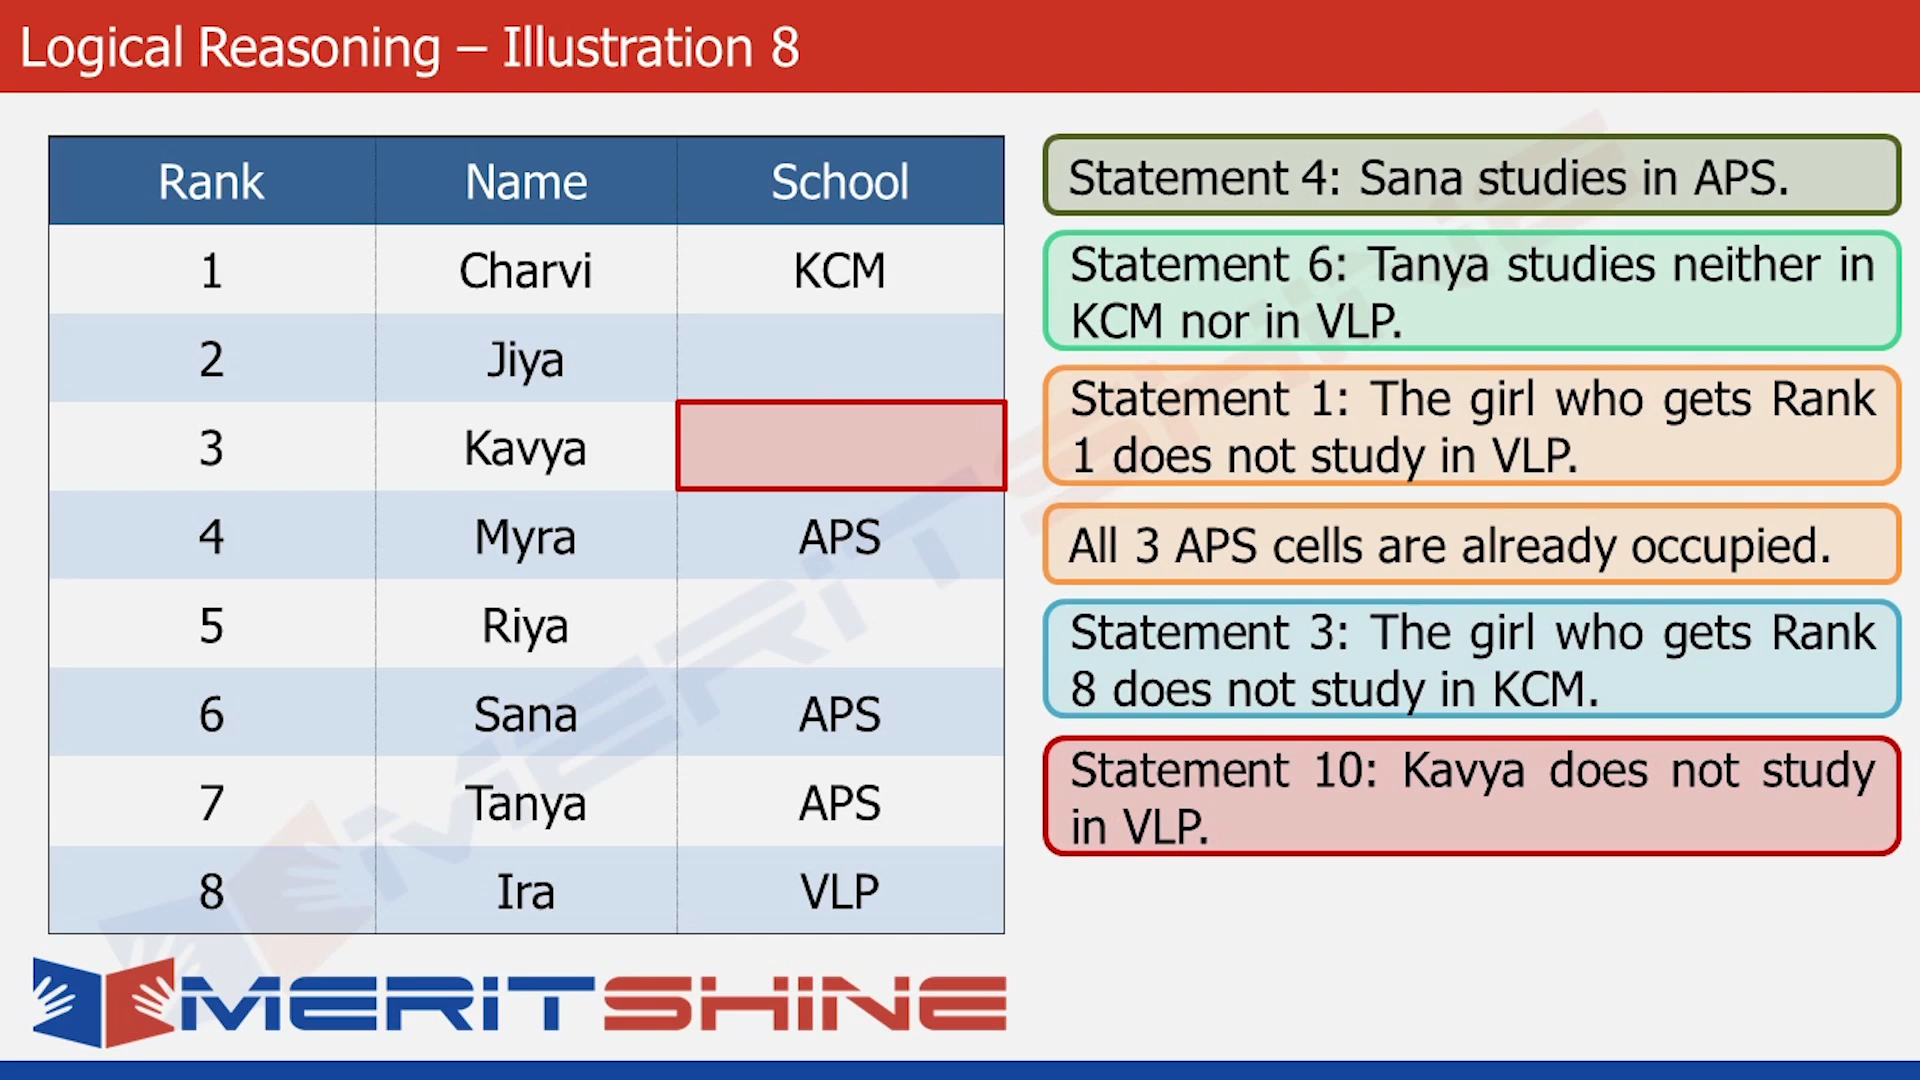 Logical Reasoning – Illustration 8
Rank Name School
1 Charvi KCM
2 Jiya
3 Kavya
4 Myra APS
5 Riya
6 Sana APS
7 Tanya APS
8 Ira VLP
Statement 4: Sana studies in APS.
Statement 6: Tanya studies neither in
KCM nor in VLP.
Statement 1: The girl who gets Rank
1 does not study in VLP.
All 3 APS cells are already occupied.
Statement 3: The girl who gets Rank
8 does not study in KCM.
Statement 10: Kavya does not study
in VLP.
MERITSHINE
MERITSHINE